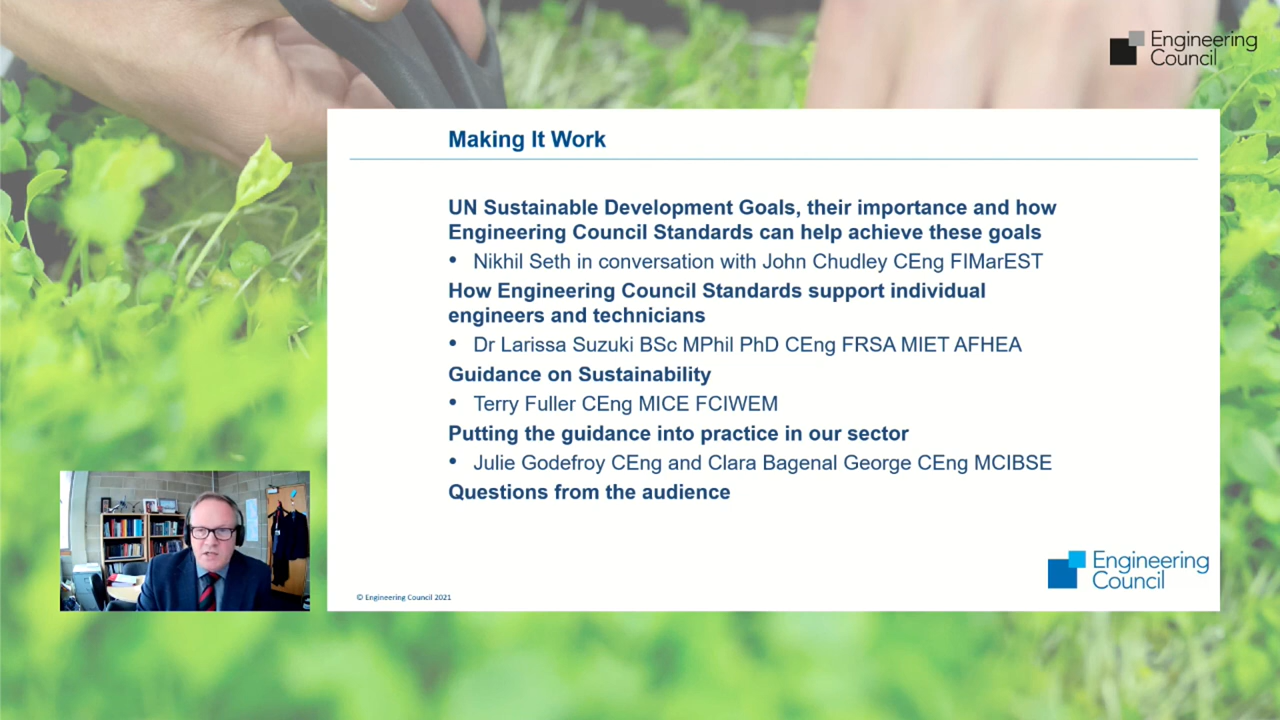 Engineering
Council
Making It Work
UN Sustainable Development Goals, their importance and how
Engineering Council Standards can help achieve these goals
• Nikhil Seth in conversation with John Chudley CEng FIMarEST
How Engineering Council Standards support individual
engineers and technicians
• Dr Larissa Suzuki BSc MPhil PhD CEng FRSA MIET AFHEA
Guidance on Sustainability
• Terry Fuller CEng MICE FCIWEM
Putting the guidance into practice in our sector
• Julie Godefroy CEng and Clara Bagenal George CEng MCIBSE
Questions from the audience
Engineering
Council
© Engineering Council 2021